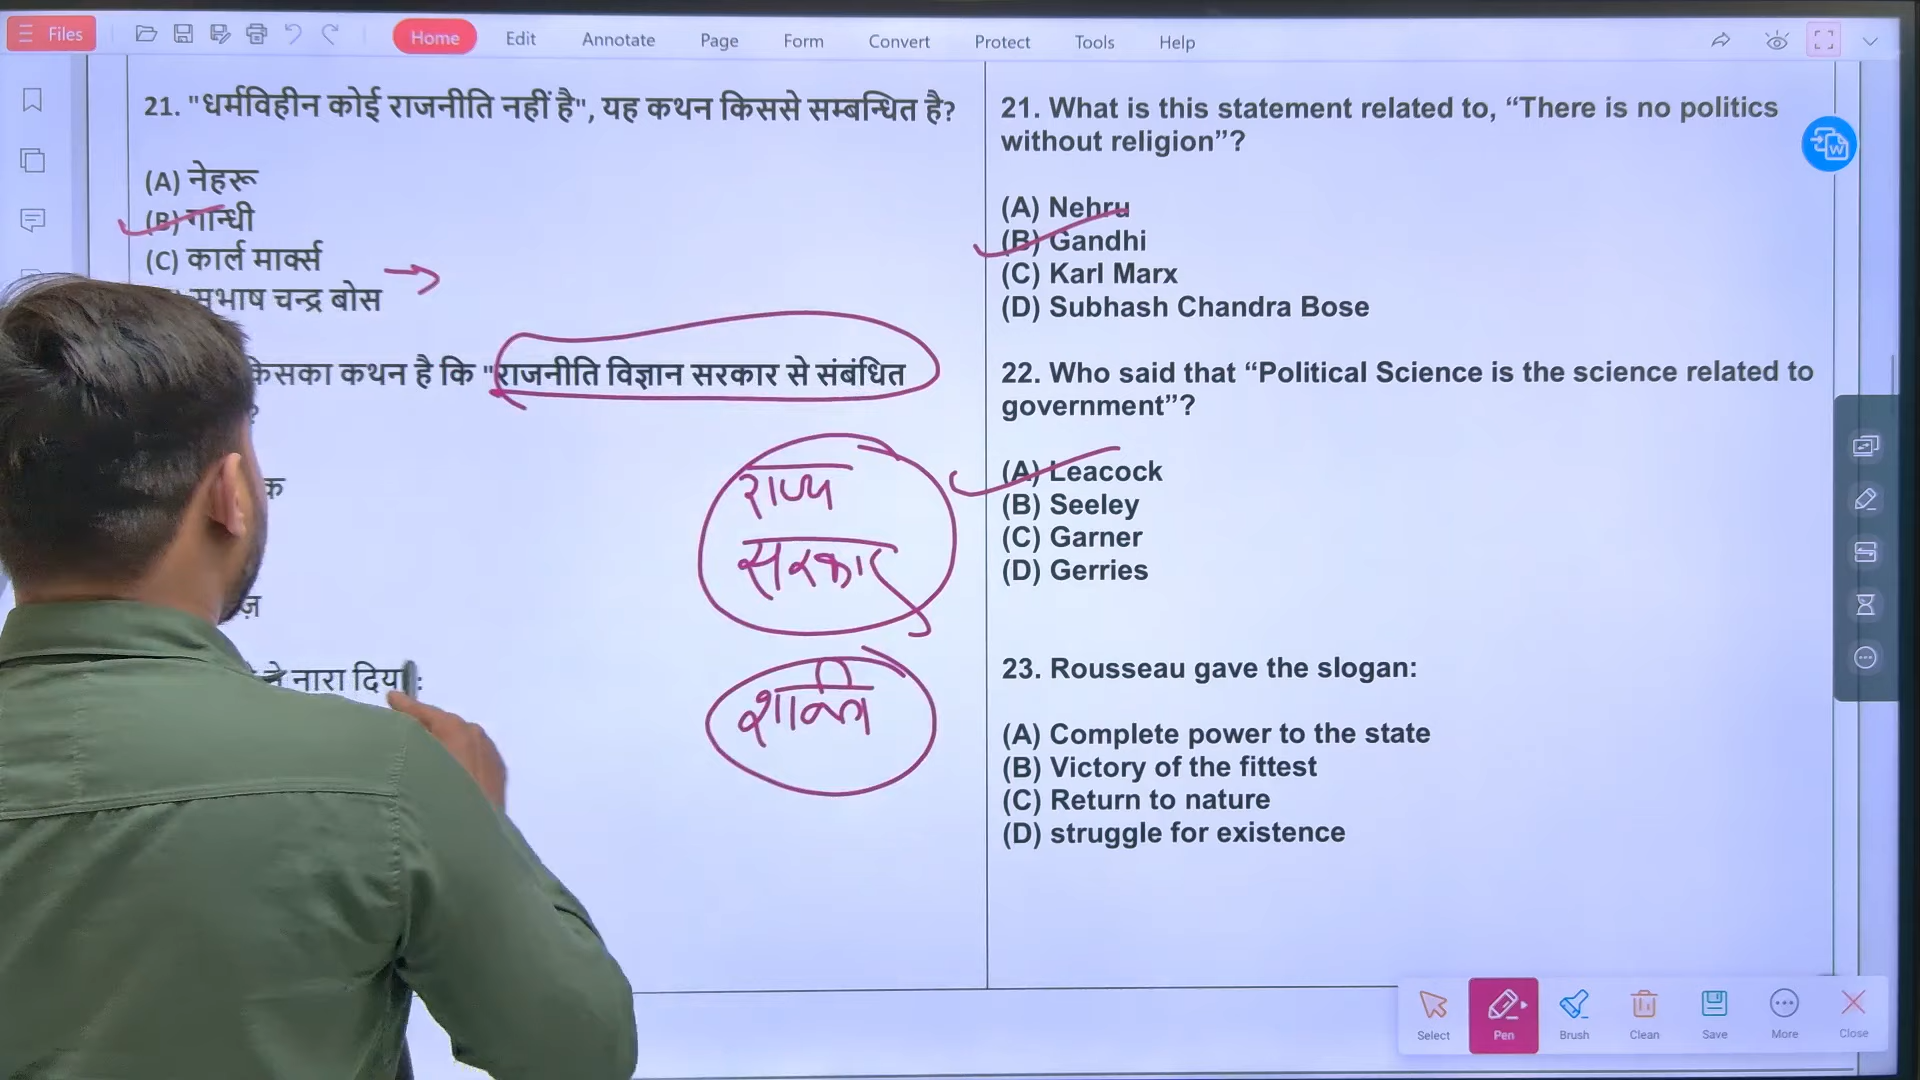 Files
Home Edit Annotate Page Form Convert Protect Tools Help
21. "धर्मविहीन कोई राजनीति नहीं है", यह कथन किससे सम्बन्धित है?
(A) नेहरू
(B) गान्धी
(C) कार्ल मार्क्स
सुभाष चन्द्र बोस
किसका कथन है कि "राजनीति विज्ञान सरकार से संबंधित
?
राज्य
सरकार
ने नारा दिया :
शक्ति
21. What is this statement related to, “There is no politics
without religion”?
(A) Nehru
(B) Gandhi
(C) Karl Marx
(D) Subhash Chandra Bose
22. Who said that “Political Science is the science related to
government”?
(A) Leacock
(B) Seeley
(C) Garner
(D) Gerries
23. Rousseau gave the slogan:
(A) Complete power to the state
(B) Victory of the fittest
(C) Return to nature
(D) struggle for existence
Select Pen Brush Clean Save More Close